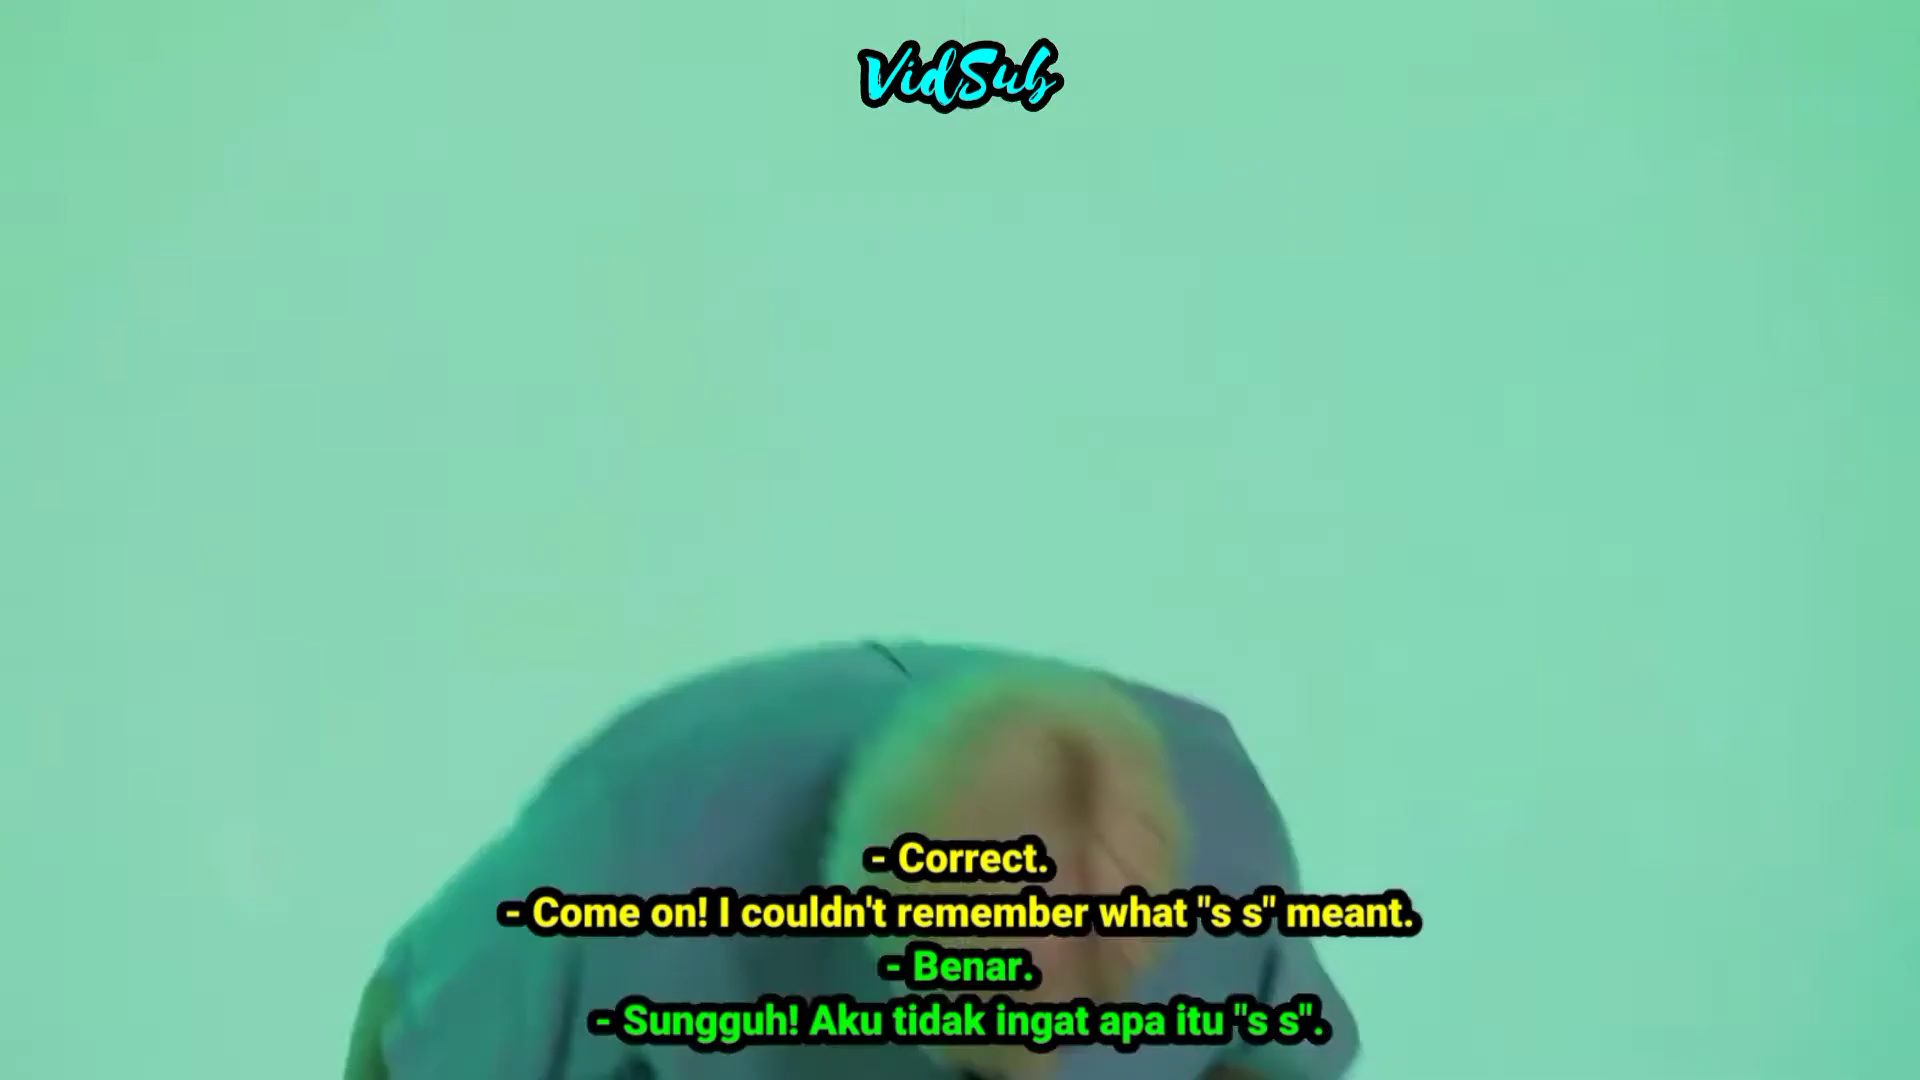 VidSub
- Correct.
- Come on! I couldn't remember what "s s" meant.
- Benar.
- Sungguh! Aku tidak ingat apa itu "s s".